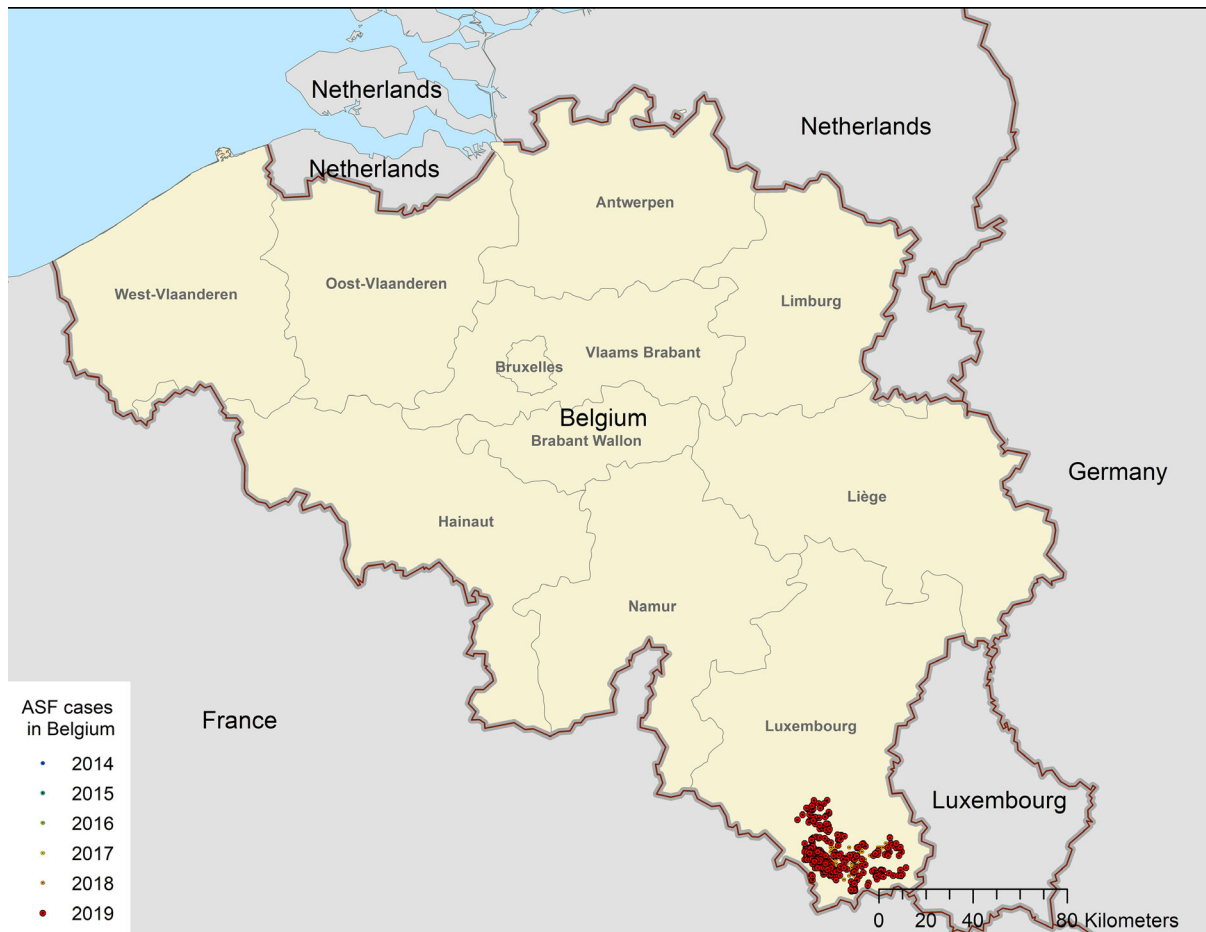 Netherlands
Netherlands
Netherlands
Antwerpen
West-Vlaanderen
Oost-Vlaanderen
Limburg
Vlaams Brabant
Bruxelles
Belgium
Brabant Wallon
Germany
Liège
Hainaut
Namur
France
Luxembourg
Luxembourg
ASF cases
in Belgium
2014
2015
2016
2017
2018
2019
0 20 40 80 Kilometers